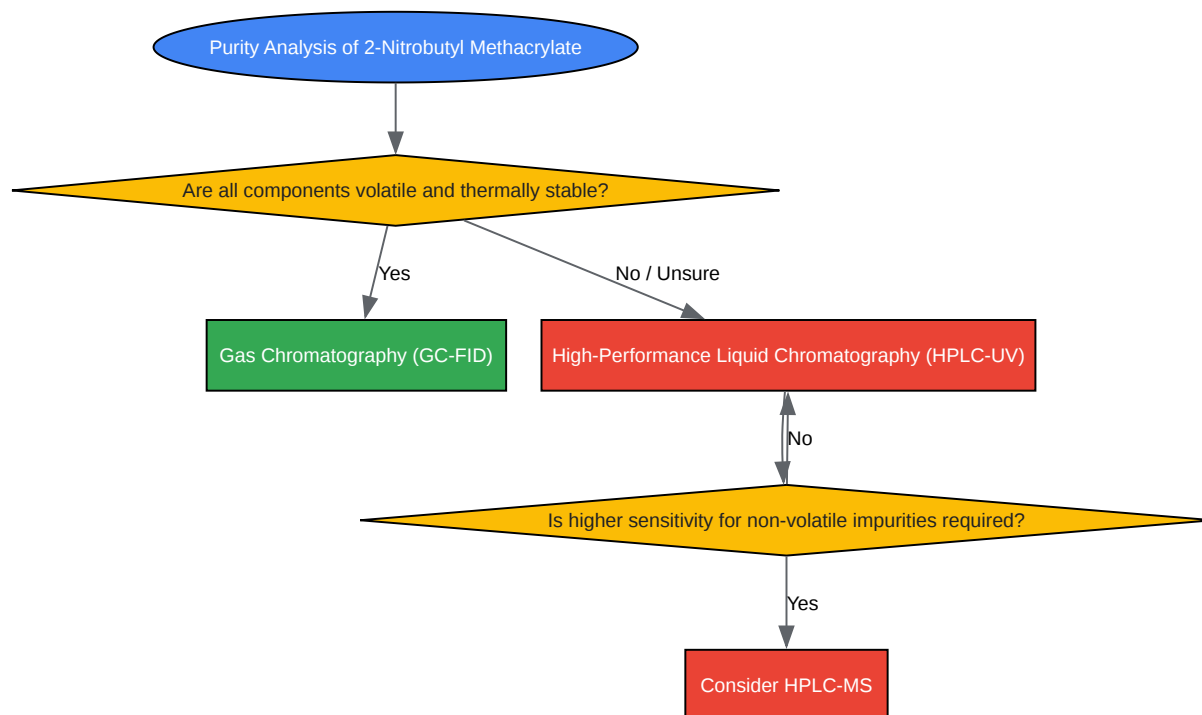 Purity Analysis of 2-Nitrobutyl Methacrylate
Are all components volatile and thermally stable?
Yes
No / Unsure
Gas Chromatography (GC-FID)
High-Performance Liquid Chromatography (HPLC-UV)
No
Is higher sensitivity for non-volatile impurities required?
Yes
Consider HPLC-MS